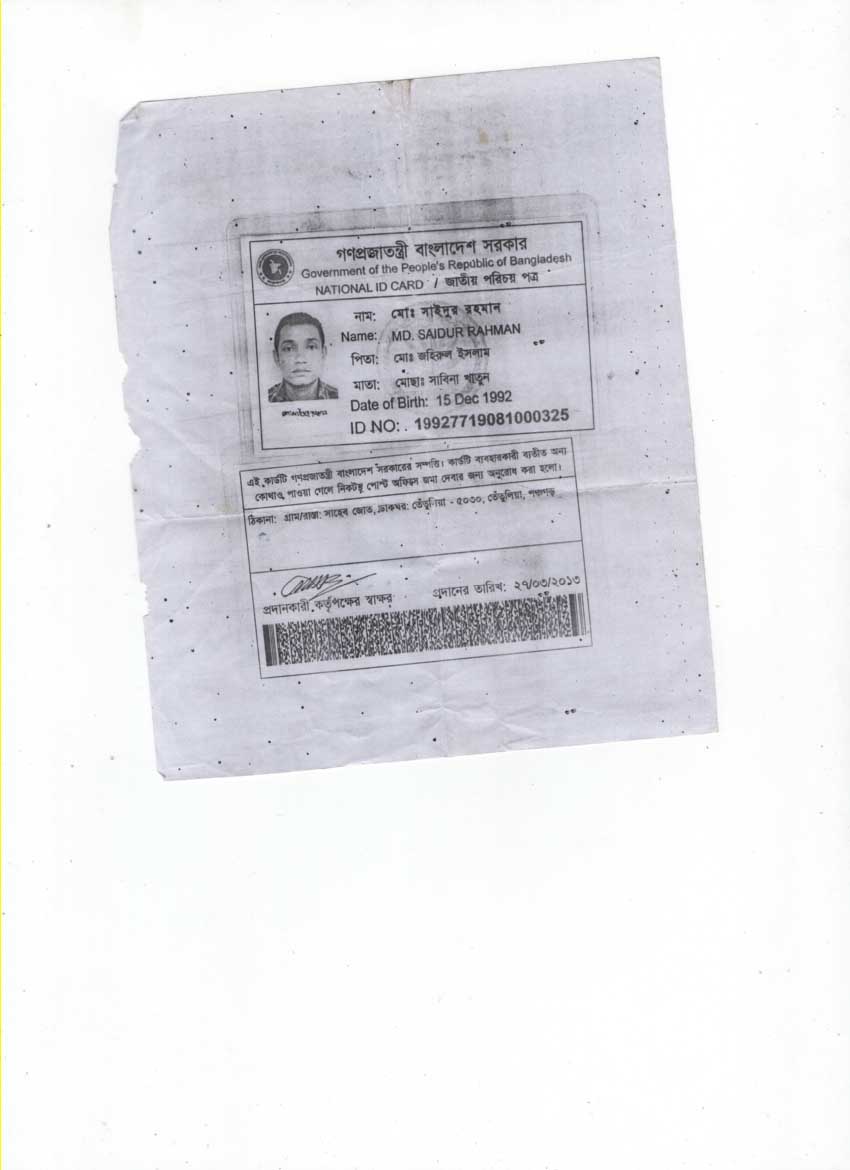 গণপ্রজাতন্ত্রী বাংলাদেশ সরকার
Government of the People's Republic of Bangladesh
NATIONAL ID CARD / জাতীয় পরিচয় পত্র
নাম: মোঃ সাইদুর রহমান
Name: MD. SAIDUR RAHMAN
পিতা: মোঃ জহিরুল ইসলাম
মাতা: মোছাঃ সাবিনা খাতুন
Date of Birth: 15 Dec 1992
ID NO: 19927719081000325
এই কার্ডটি গণপ্রজাতন্ত্রী বাংলাদেশ সরকারের সম্পত্তি। কার্ডটি ব্যবহারকারী ব্যতীত অন্য
কোথাও পাওয়া গেলে নিকটস্থ পোস্ট অফিসে জমা দেবার জন্য অনুরোধ করা হলো।
ঠিকানা: গ্রাম/রাস্তা: সাহেব জোত, ডাকঘর: তেঁতুলিয়া - ৫০৩০, তেঁতুলিয়া, পঞ্চগড়
প্রদানকারী কর্তৃপক্ষের স্বাক্ষর প্রদানের তারিখ: ২৭/০৩/২০১৩